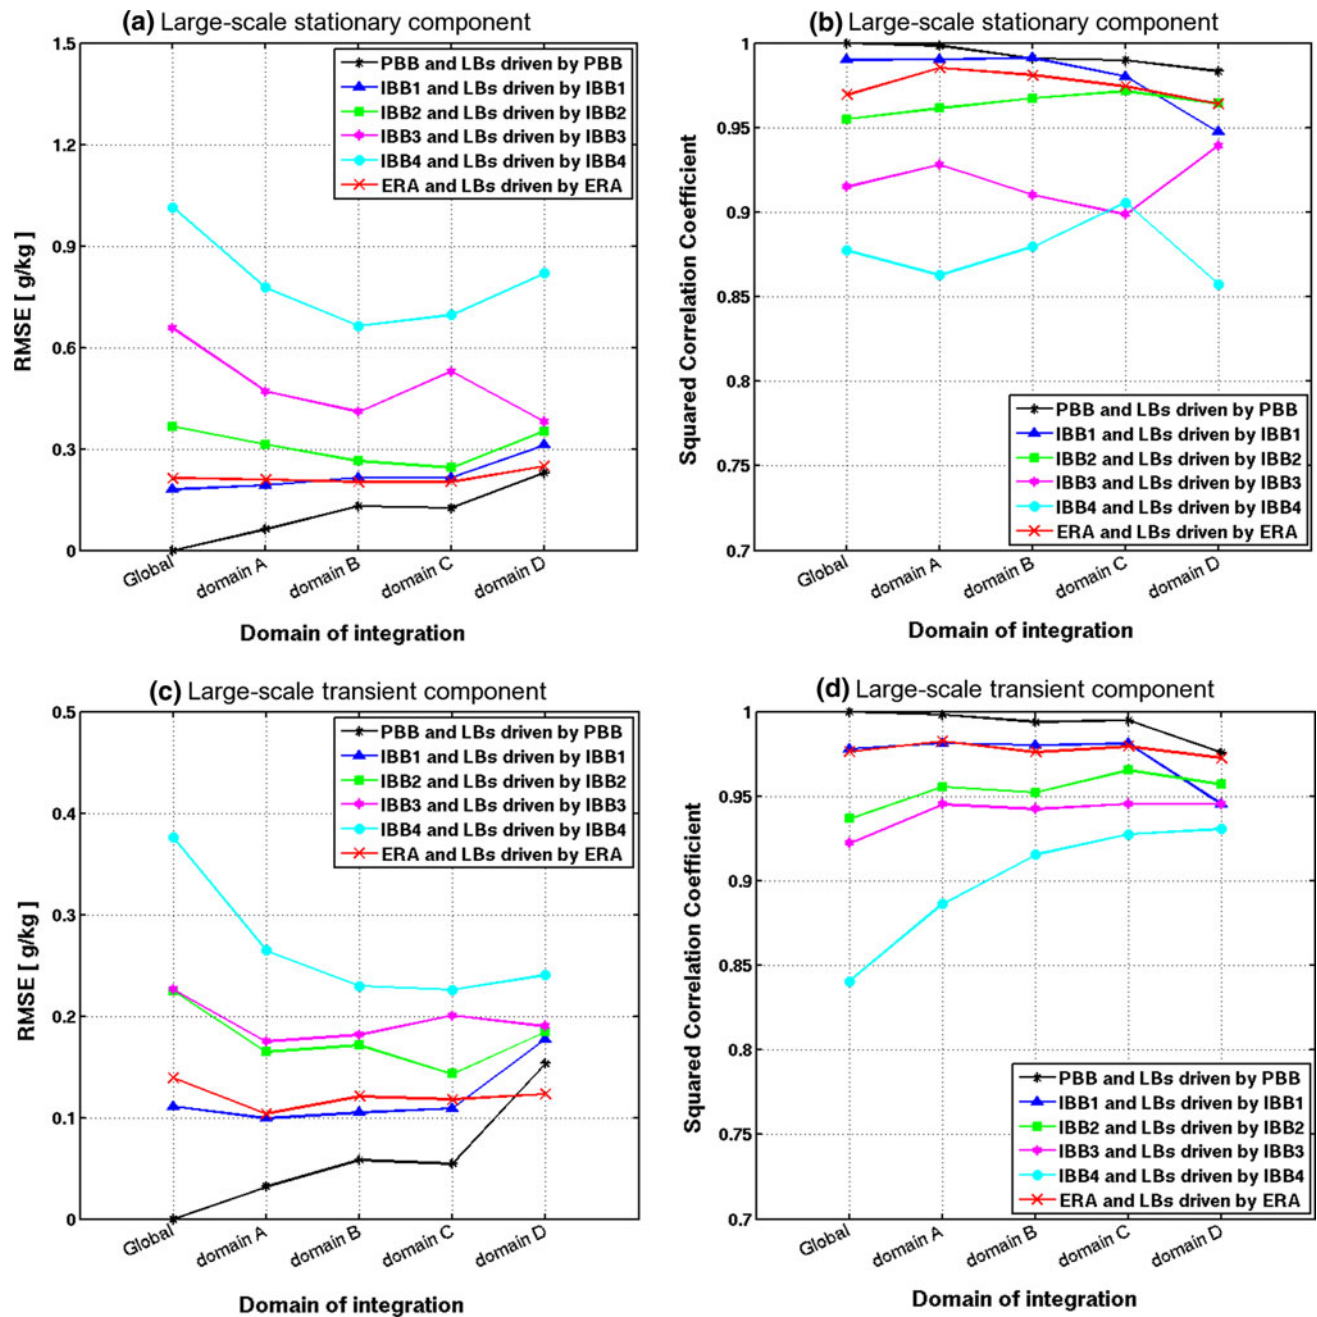 (a) Large-scale stationary component
1.5
1.2
0.9
0.6
0.3
0
RMSE [ g/kg]
PBB and LBs driven by PBB
IBB1 and LBs driven by IBB1
IBB2 and LBs driven by IBB2
IBB3 and LBs driven by IBB3
IBB4 and LBs driven by IBB4
ERA and LBs driven by ERA
Global
domain A
domain B
domain C
domain D
Domain of integration
(b) Large-scale stationary component
1
0.95
0.9
0.85
0.8
0.75
0.7
Squared Correlation Coefficient
PBB and LBs driven by PBB
IBB1 and LBs driven by IBB1
IBB2 and LBs driven by IBB2
IBB3 and LBs driven by IBB3
IBB4 and LBs driven by IBB4
ERA and LBs driven by ERA
Global
domain A
domain B
domain C
domain D
Domain of integration
(c) Large-scale transient component
0.5
0.4
0.3
0.2
0.1
0
RMSE [ g/kg]
PBB and LBs driven by PBB
IBB1 and LBs driven by IBB1
IBB2 and LBs driven by IBB2
IBB3 and LBs driven by IBB3
IBB4 and LBs driven by IBB4
ERA and LBs driven by ERA
Global
domain A
domain B
domain C
domain D
Domain of integration
(d) Large-scale transient component
1
0.95
0.9
0.85
0.8
0.75
0.7
Squared Correlation Coefficient
PBB and LBs driven by PBB
IBB1 and LBs driven by IBB1
IBB2 and LBs driven by IBB2
IBB3 and LBs driven by IBB3
IBB4 and LBs driven by IBB4
ERA and LBs driven by ERA
Global
domain A
domain B
domain C
domain D
Domain of integration